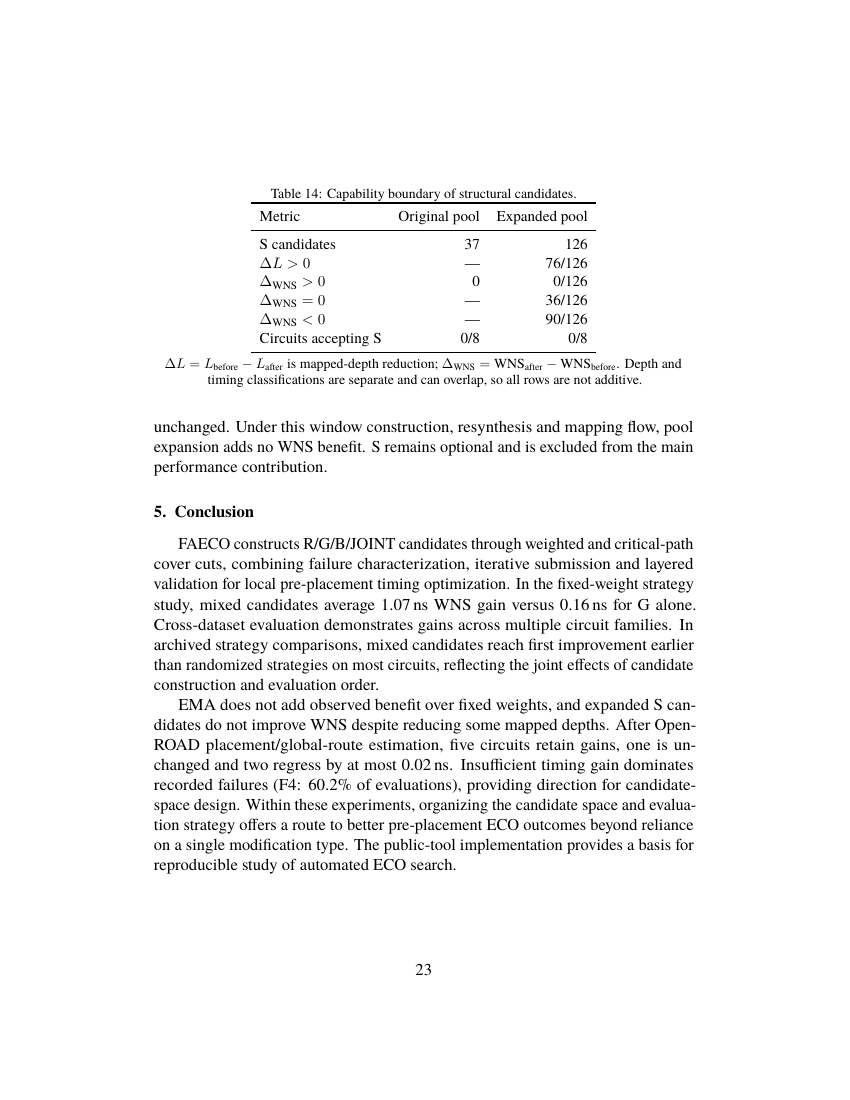 Table 14: Capability boundary of structural candidates.
Metric Original pool Expanded pool
S candidates 37 126
ΔL > 0 — 76/126
Δ_WNS > 0 0 0/126
Δ_WNS = 0 — 36/126
Δ_WNS < 0 — 90/126
Circuits accepting S 0/8 0/8
ΔL = L_before − L_after is mapped-depth reduction; Δ_WNS = WNS_after − WNS_before. Depth and
timing classifications are separate and can overlap, so all rows are not additive.
unchanged. Under this window construction, resynthesis and mapping flow, pool
expansion adds no WNS benefit. S remains optional and is excluded from the main
performance contribution.
5. Conclusion
FAECO constructs R/G/B/JOINT candidates through weighted and critical-path
cover cuts, combining failure characterization, iterative submission and layered
validation for local pre-placement timing optimization. In the fixed-weight strategy
study, mixed candidates average 1.07 ns WNS gain versus 0.16 ns for G alone.
Cross-dataset evaluation demonstrates gains across multiple circuit families. In
archived strategy comparisons, mixed candidates reach first improvement earlier
than randomized strategies on most circuits, reflecting the joint effects of candidate
construction and evaluation order.
EMA does not add observed benefit over fixed weights, and expanded S can-
didates do not improve WNS despite reducing some mapped depths. After Open-
ROAD placement/global-route estimation, five circuits retain gains, one is un-
changed and two regress by at most 0.02 ns. Insufficient timing gain dominates
recorded failures (F4: 60.2% of evaluations), providing direction for candidate-
space design. Within these experiments, organizing the candidate space and evalua-
tion strategy offers a route to better pre-placement ECO outcomes beyond reliance
on a single modification type. The public-tool implementation provides a basis for
reproducible study of automated ECO search.
23